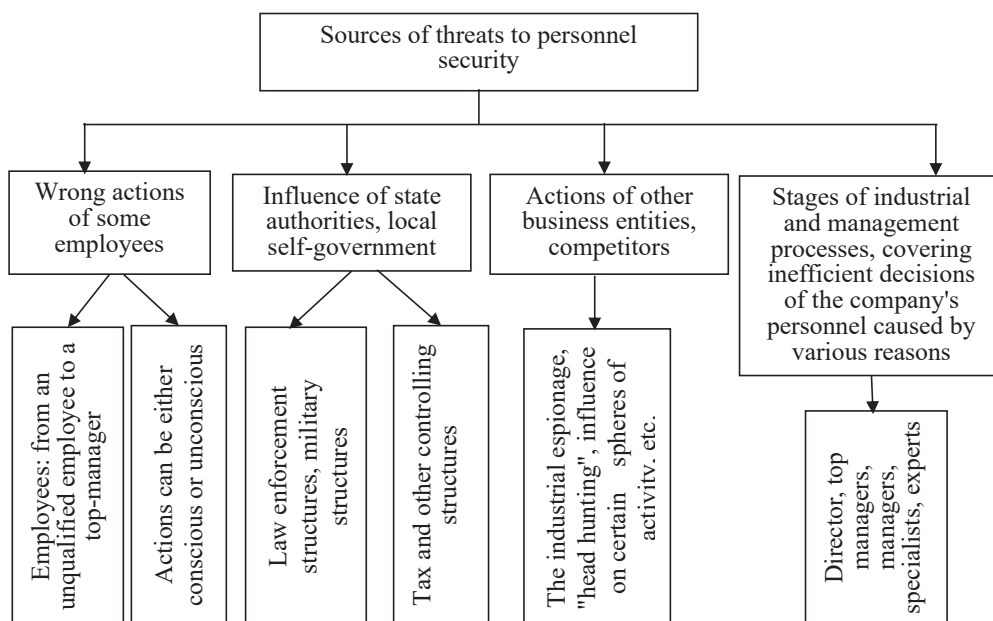 Sources of threats to personnel
security
Wrong actions
of some
employees
Influence of state
authorities, local
self-government
Actions of other
business entities,
competitors
Stages of industrial
and management
processes, covering
inefficient decisions
of the company's
personnel caused by
various reasons
Employees: from an
unqualified employee to a
top-manager
Actions can be either
conscious or unconscious
Law enforcement
structures, military
structures
Tax and other controlling
structures
The industrial espionage,
"head hunting", influence
on certain spheres of
activity. etc.
Director, top
managers,
managers,
specialists, experts